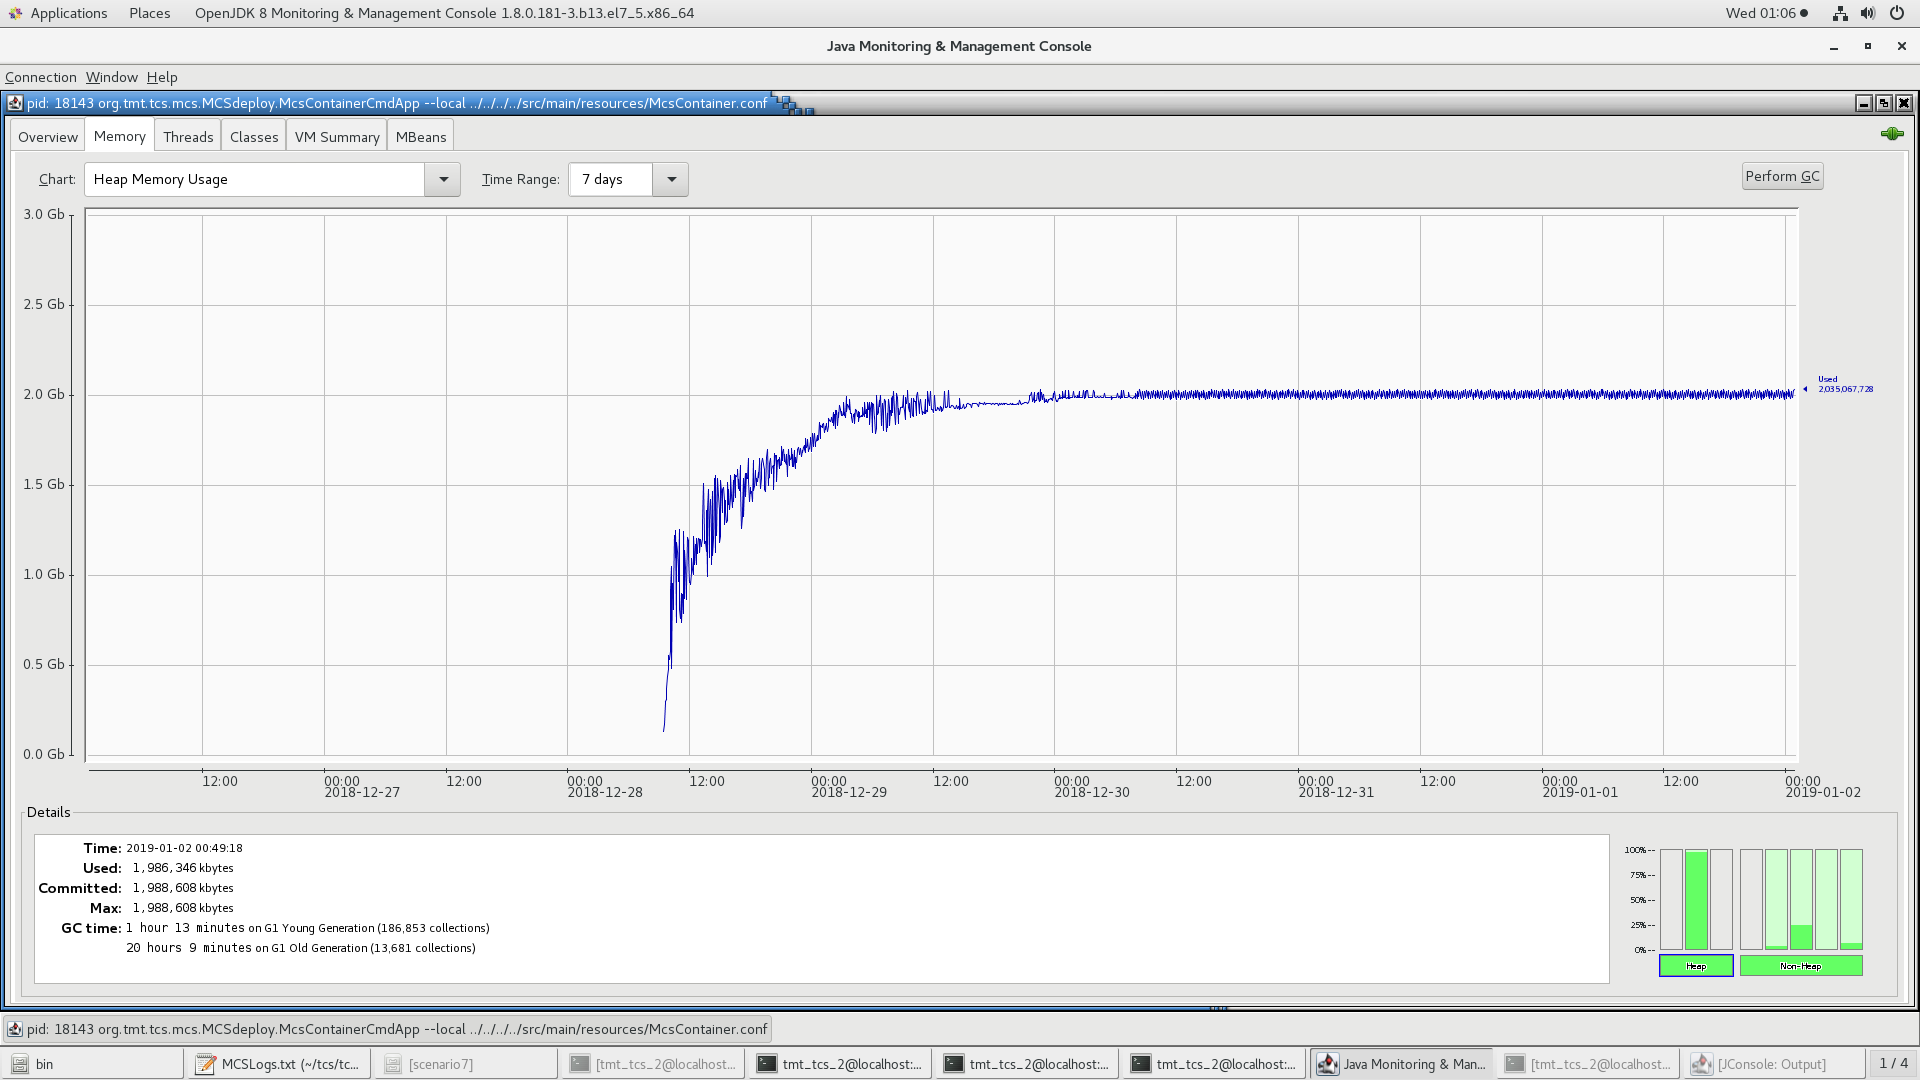 Applications Places OpenJDK 8 Monitoring & Management Console 1.8.0.181-3.b13.el7_5.x86_64 Wed 01:06
Java Monitoring & Management Console
Connection Window Help
pid: 18143 org.tmt.tcs.mcs.MCSdeploy.McsContainerCmdApp --local ../../../../src/main/resources/McsContainer.conf
Overview Memory Threads Classes VM Summary MBeans
Chart: Heap Memory Usage Time Range: 7 days Perform GC
3.0 Gb
2.5 Gb
2.0 Gb
1.5 Gb
1.0 Gb
0.5 Gb
0.0 Gb
Used
2,035,067,728
12:00 00:00 12:00 00:00 12:00 00:00 12:00 00:00 12:00 00:00 12:00 00:00 12:00 00:00
2018-12-27 2018-12-28 2018-12-29 2018-12-30 2018-12-31 2019-01-01 2019-01-02
Details
Time: 2019-01-02 00:49:18
Used: 1,986,346 kbytes
Committed: 1,988,608 kbytes
Max: 1,988,608 kbytes
GC time: 1 hour 13 minutes on G1 Young Generation (186,853 collections)
20 hours 9 minutes on G1 Old Generation (13,681 collections)
100%--
75%--
50%--
25%--
0%--
Heap Non-Heap
pid: 18143 org.tmt.tcs.mcs.MCSdeploy.McsContainerCmdApp --local ../../../../src/main/resources/McsContainer.conf
bin MCSLogs.txt (~/tcs/tc... [scenario7] [tmt_tcs_2@localhost... tmt_tcs_2@localhost:... tmt_tcs_2@localhost:... tmt_tcs_2@localhost:... Java Monitoring & Man... [tmt_tcs_2@localhost... [JConsole: Output] 1 / 4